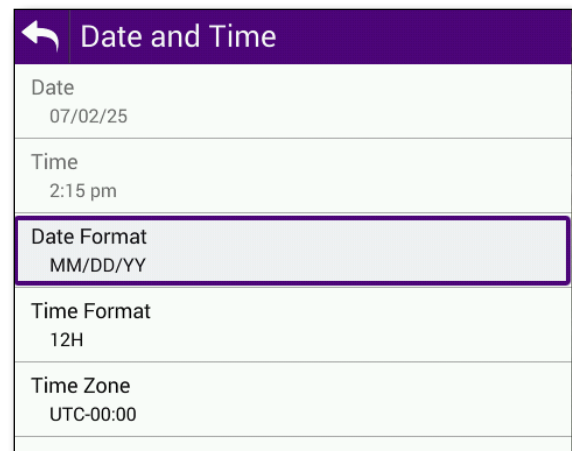 Date and Time
Date
07/02/25
Time
2:15 pm
Date Format
MM/DD/YY
Time Format
12H
Time Zone
UTC-00:00